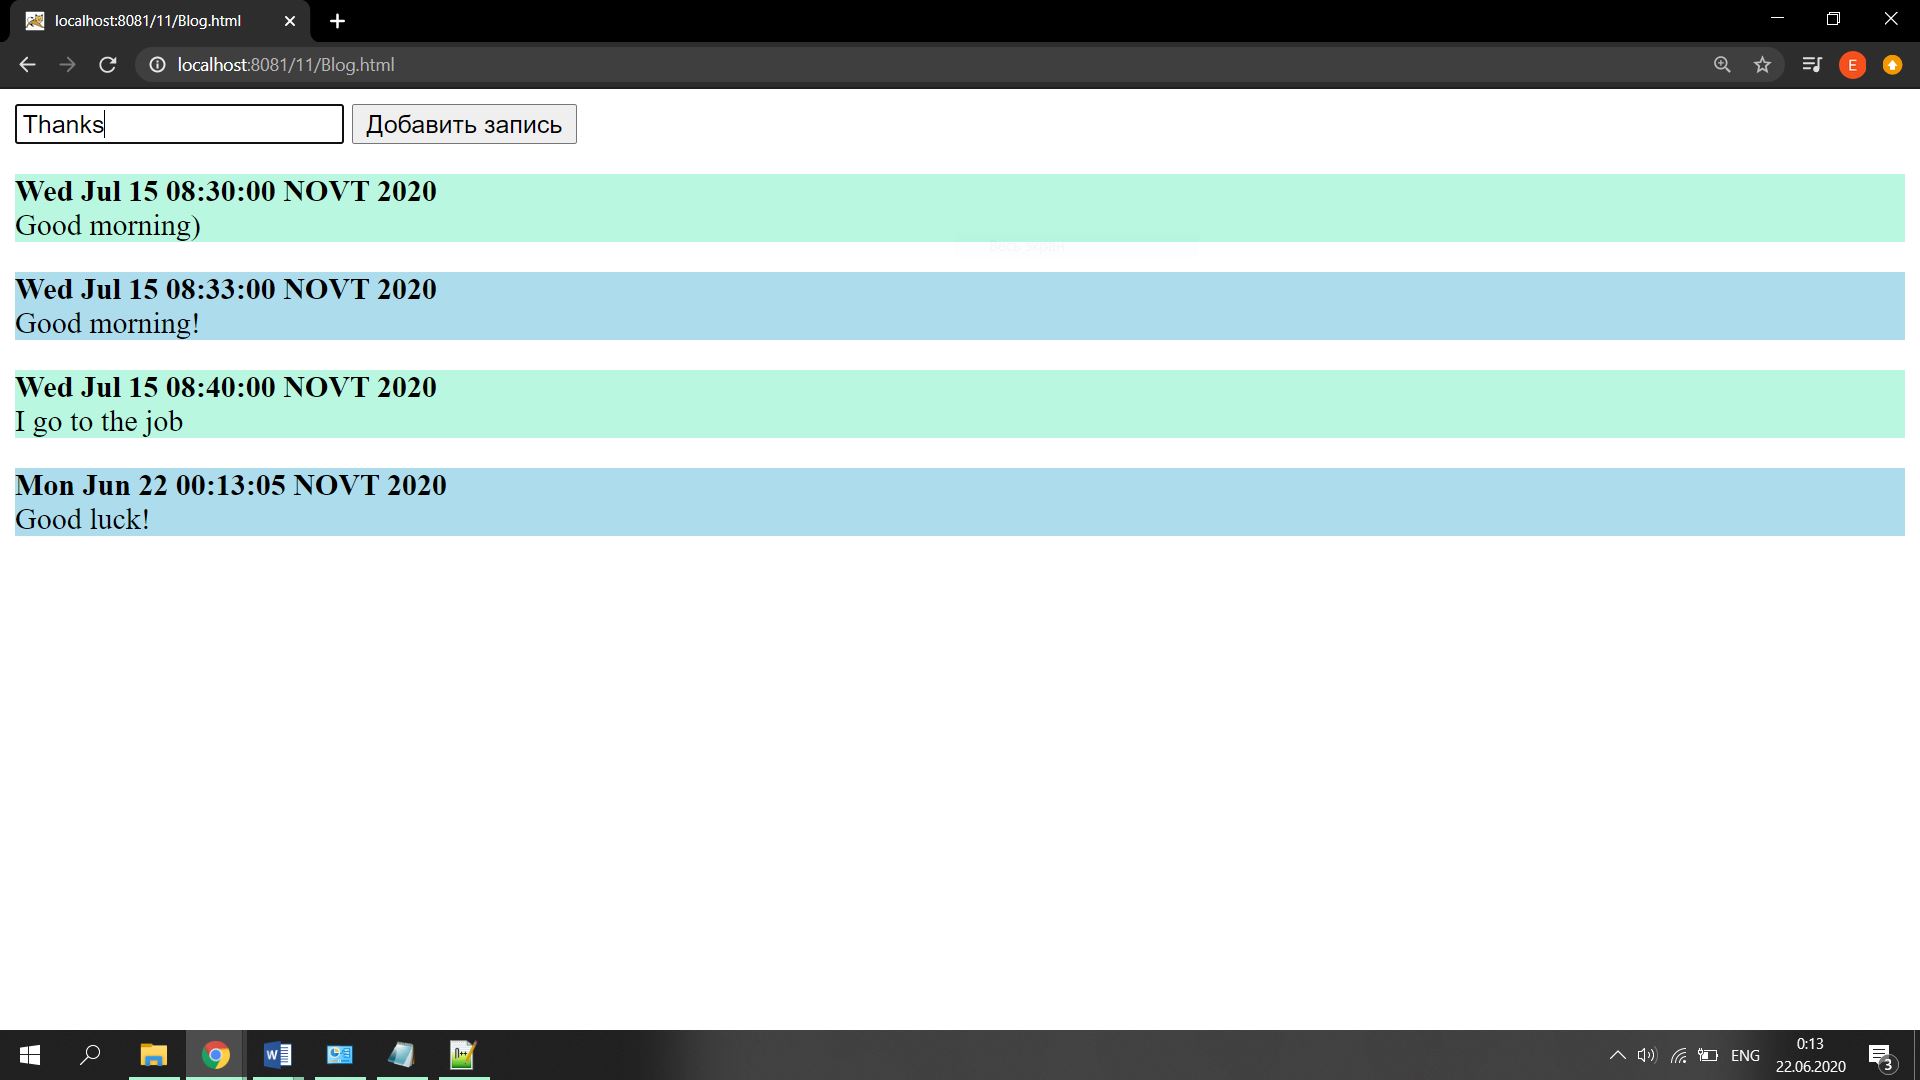 localhost:8081/11/Blog.html
localhost:8081/11/Blog.html
E
Thanks
Добавить запись
Wed Jul 15 08:30:00 NOVT 2020
Good morning)
Wed Jul 15 08:33:00 NOVT 2020
Good morning!
Wed Jul 15 08:40:00 NOVT 2020
I go to the job
Mon Jun 22 00:13:05 NOVT 2020
Good luck!
ENG
0:13
22.06.2020
3